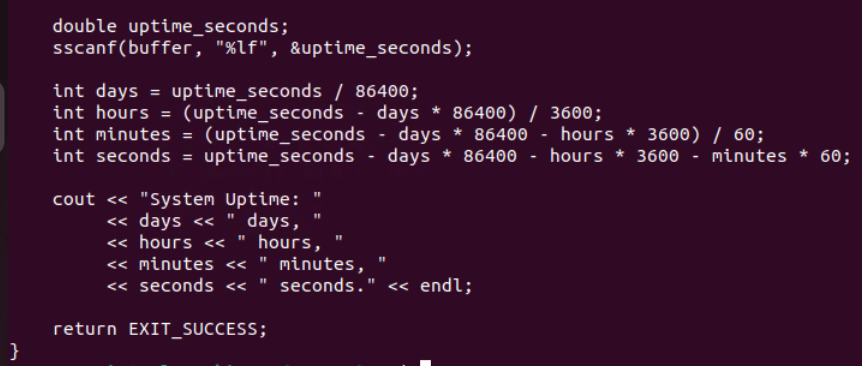 double uptime_seconds;
sscanf(buffer, "%lf", &uptime_seconds);
int days = uptime_seconds / 86400;
int hours = (uptime_seconds - days * 86400) / 3600;
int minutes = (uptime_seconds - days * 86400 - hours * 3600) / 60;
int seconds = uptime_seconds - days * 86400 - hours * 3600 - minutes * 60;
cout << "System Uptime: "
<< days << " days, "
<< hours << " hours, "
<< minutes << " minutes, "
<< seconds << " seconds." << endl;
return EXIT_SUCCESS;
}